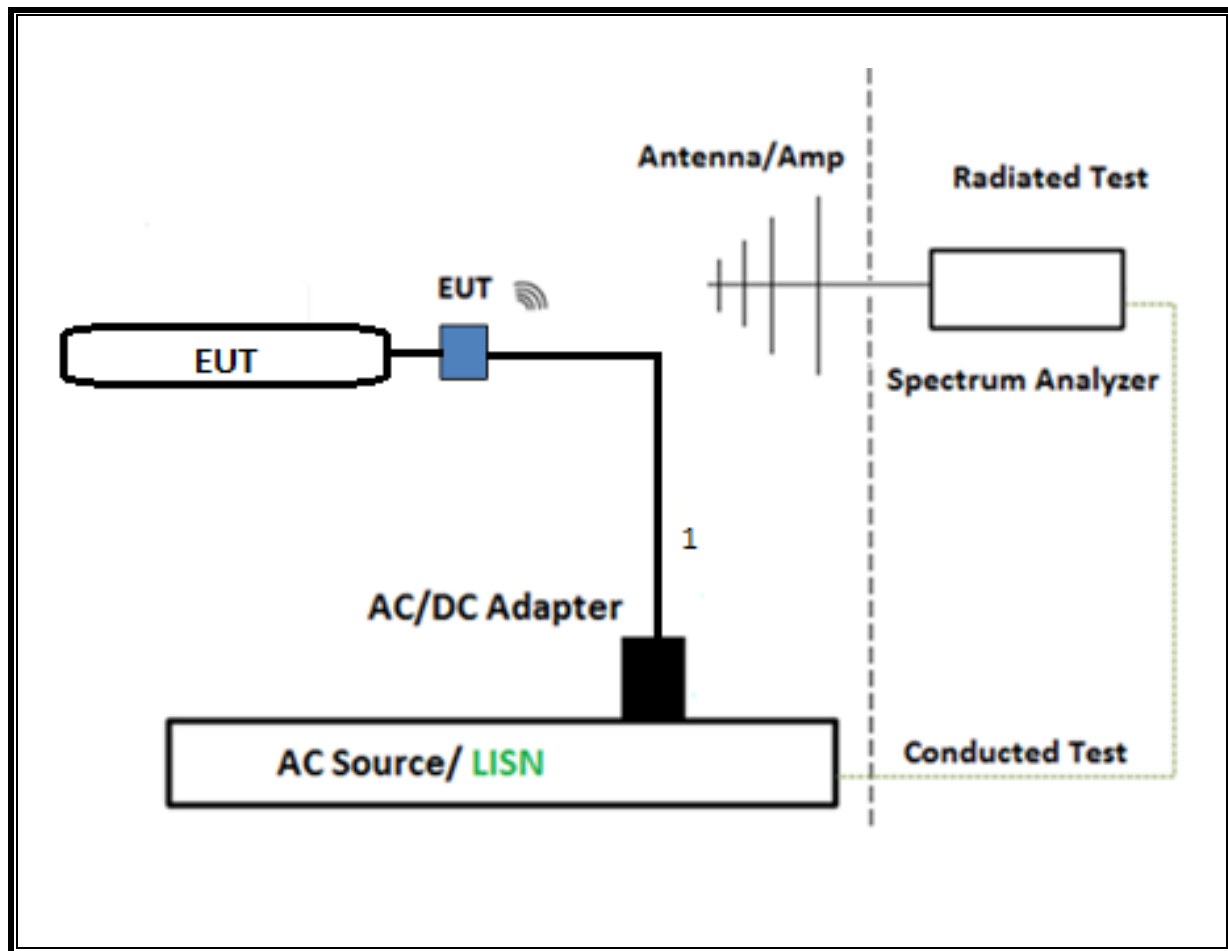 Antenna/Amp
Radiated Test
EUT
EUT
Spectrum Analyzer
1
AC/DC Adapter
AC Source/ LISN
Conducted Test